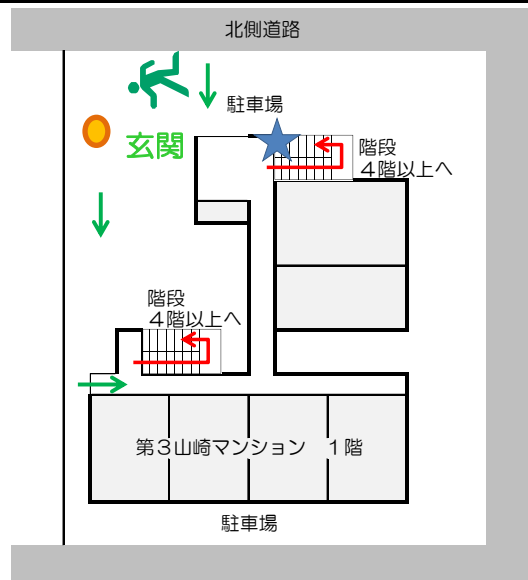 北側道路
駐車場
玄関
階段
４階以上へ
階段
４階以上へ
第３山崎マンション　１階
駐車場